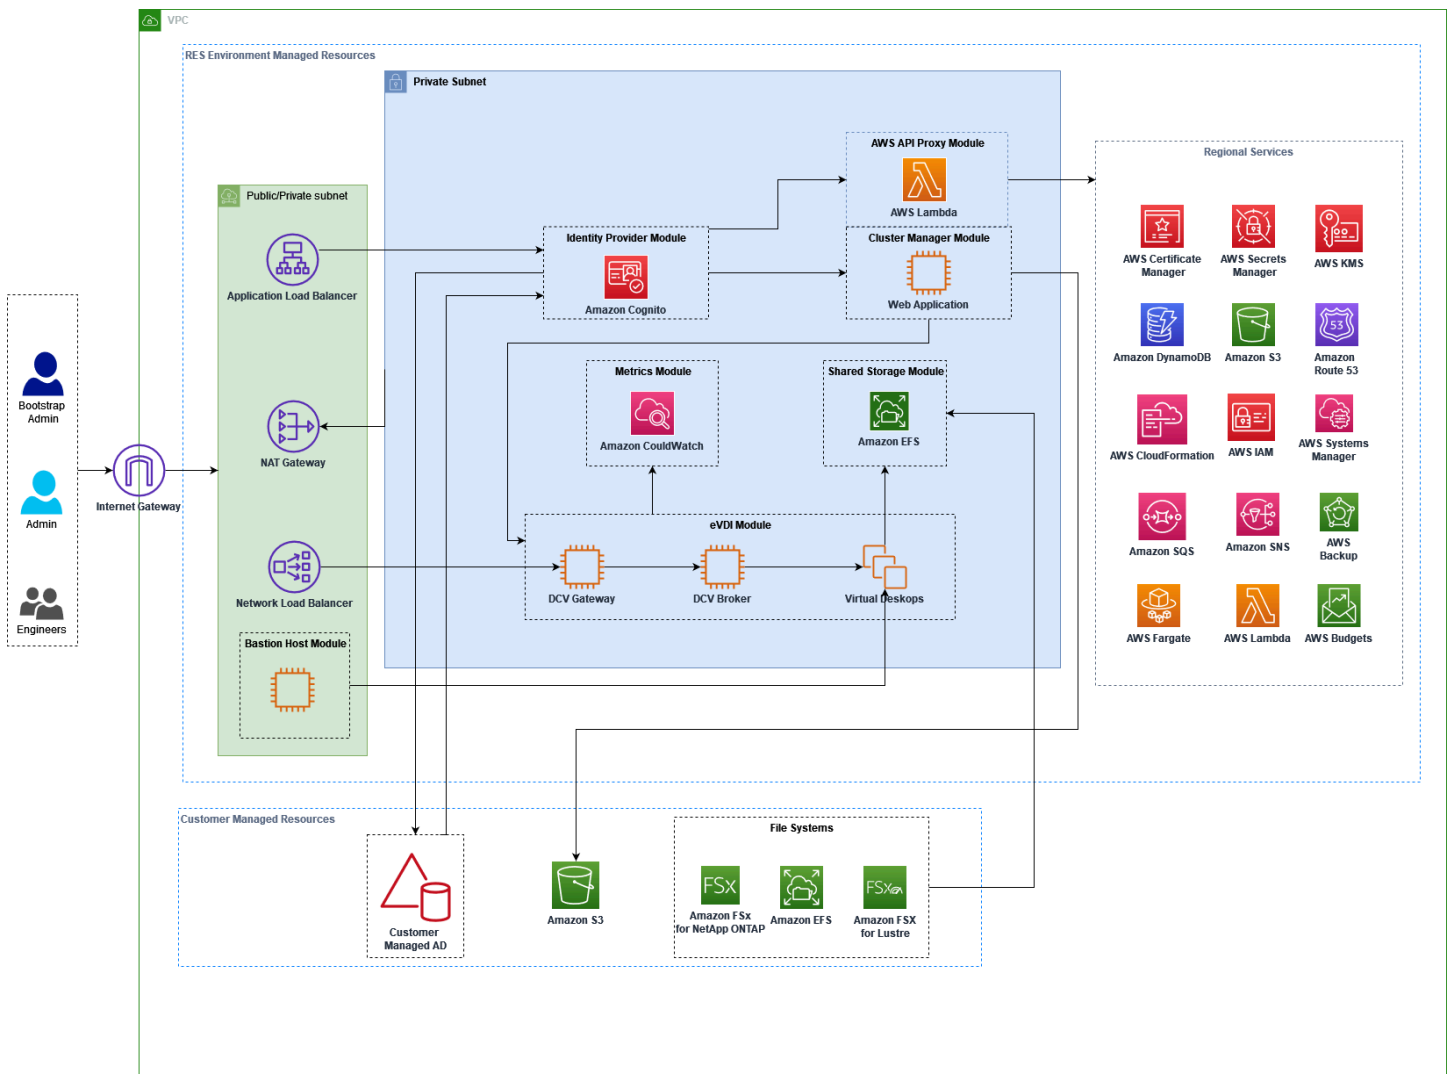 VPC
RES Environment Managed Resources
Private Subnet
AWS API Proxy Module
AWS Lambda
Regional Services
Public/Private subnet
Application Load Balancer
Identity Provider Module
Amazon Cognito
Cluster Manager Module
Web Application
AWS Certificate
Manager
AWS Secrets
Manager
AWS KMS
Amazon DynamoDB
Amazon S3
Amazon
Route 53
Bootstrap
Admin
Admin
Engineers
Internet Gateway
NAT Gateway
Metrics Module
Amazon CouldWatch
Shared Storage Module
Amazon EFS
AWS CloudFormation
AWS IAM
AWS Systems
Manager
eVDI Module
Network Load Balancer
DCV Gateway
DCV Broker
Virtual Deskops
Amazon SQS
Amazon SNS
AWS
Backup
AWS Fargate
AWS Lambda
AWS Budgets
Bastion Host Module
Customer Managed Resources
Customer
Managed AD
Amazon S3
File Systems
FSx
Amazon FSx
for NetApp ONTAP
Amazon EFS
FSx
Amazon FSX
for Lustre
53